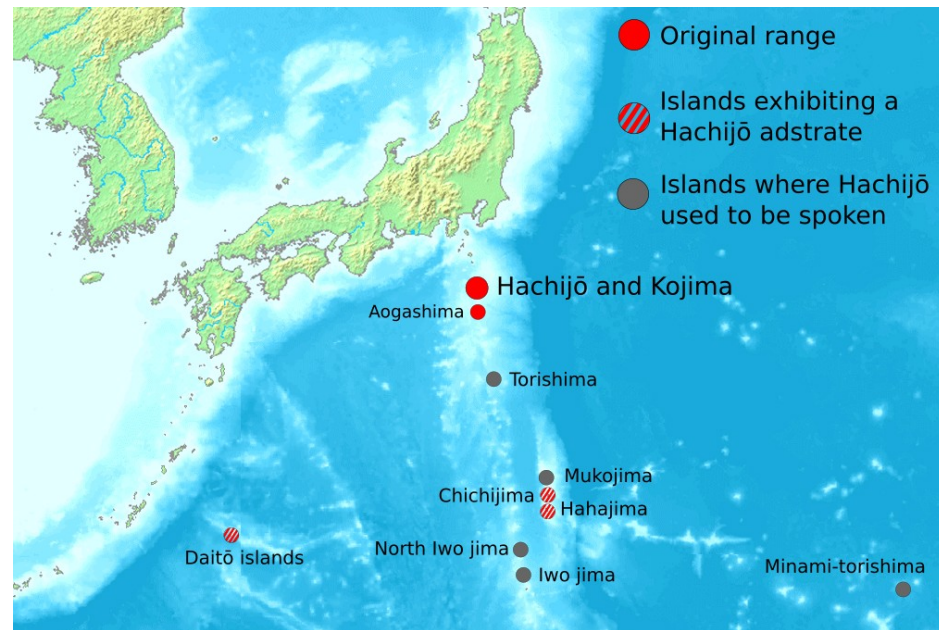 Original range
Islands exhibiting a
Hachijō adstrate
Islands where Hachijō
used to be spoken
Hachijō and Kojima
Aogashima
Torishima
Mukojima
Chichijima
Hahajima
Daitō islands
North Iwo jima
Iwo jima
Minami-torishima